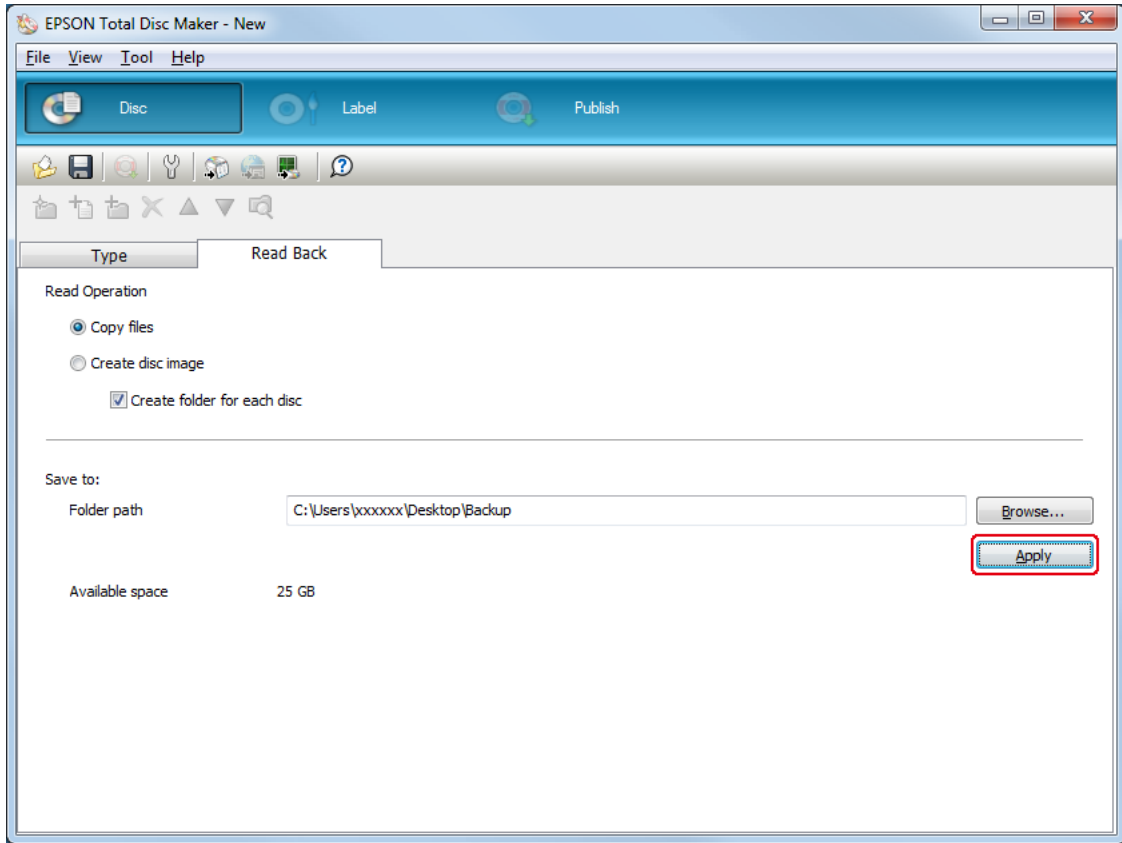 EPSON Total Disc Maker - New
File View Tool Help
Disc Label Publish
Type Read Back
Read Operation
Copy files
Create disc image
Create folder for each disc
Save to:
Folder path C:\Users\xxxxxx\Desktop\Backup Browse...
Apply
Available space 25 GB